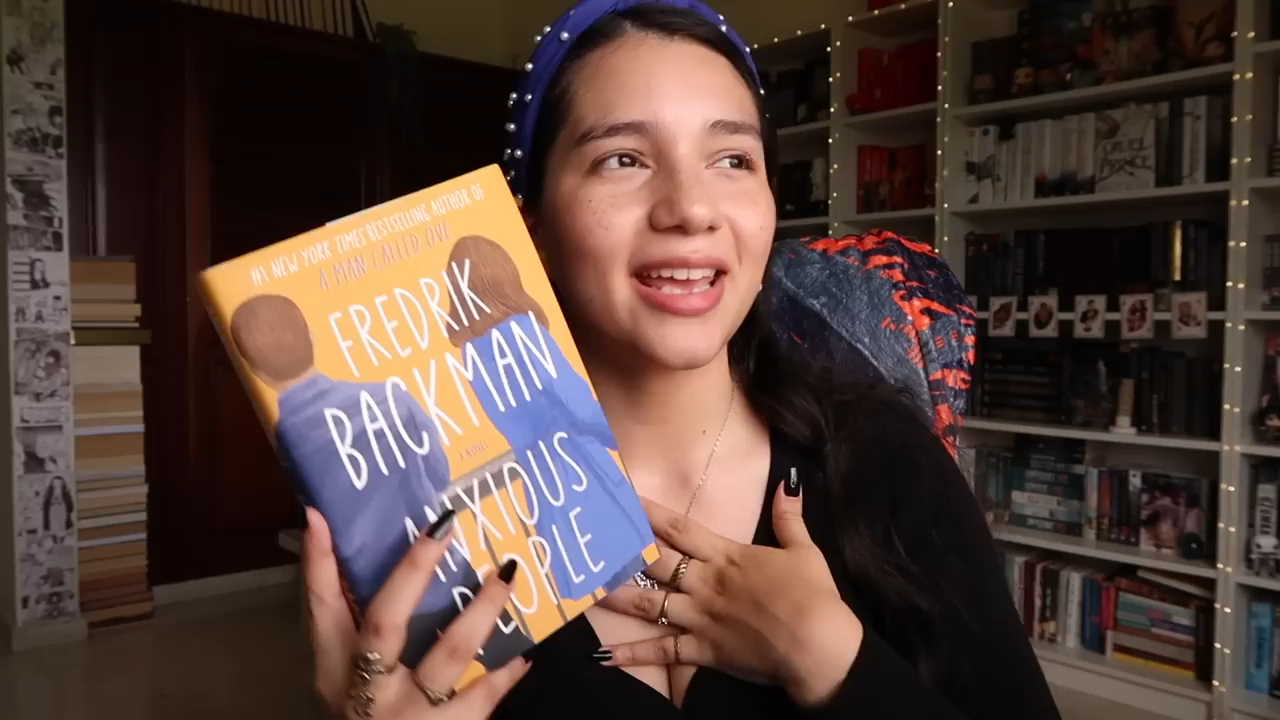 #1 NEW YORK TIMES BESTSELLING AUTHOR OF
A MAN CALLED OVE
FREDRIK
BACKMAN
A NOVEL
ANXIOUS
PEOPLE
CRUEL
PRINCE